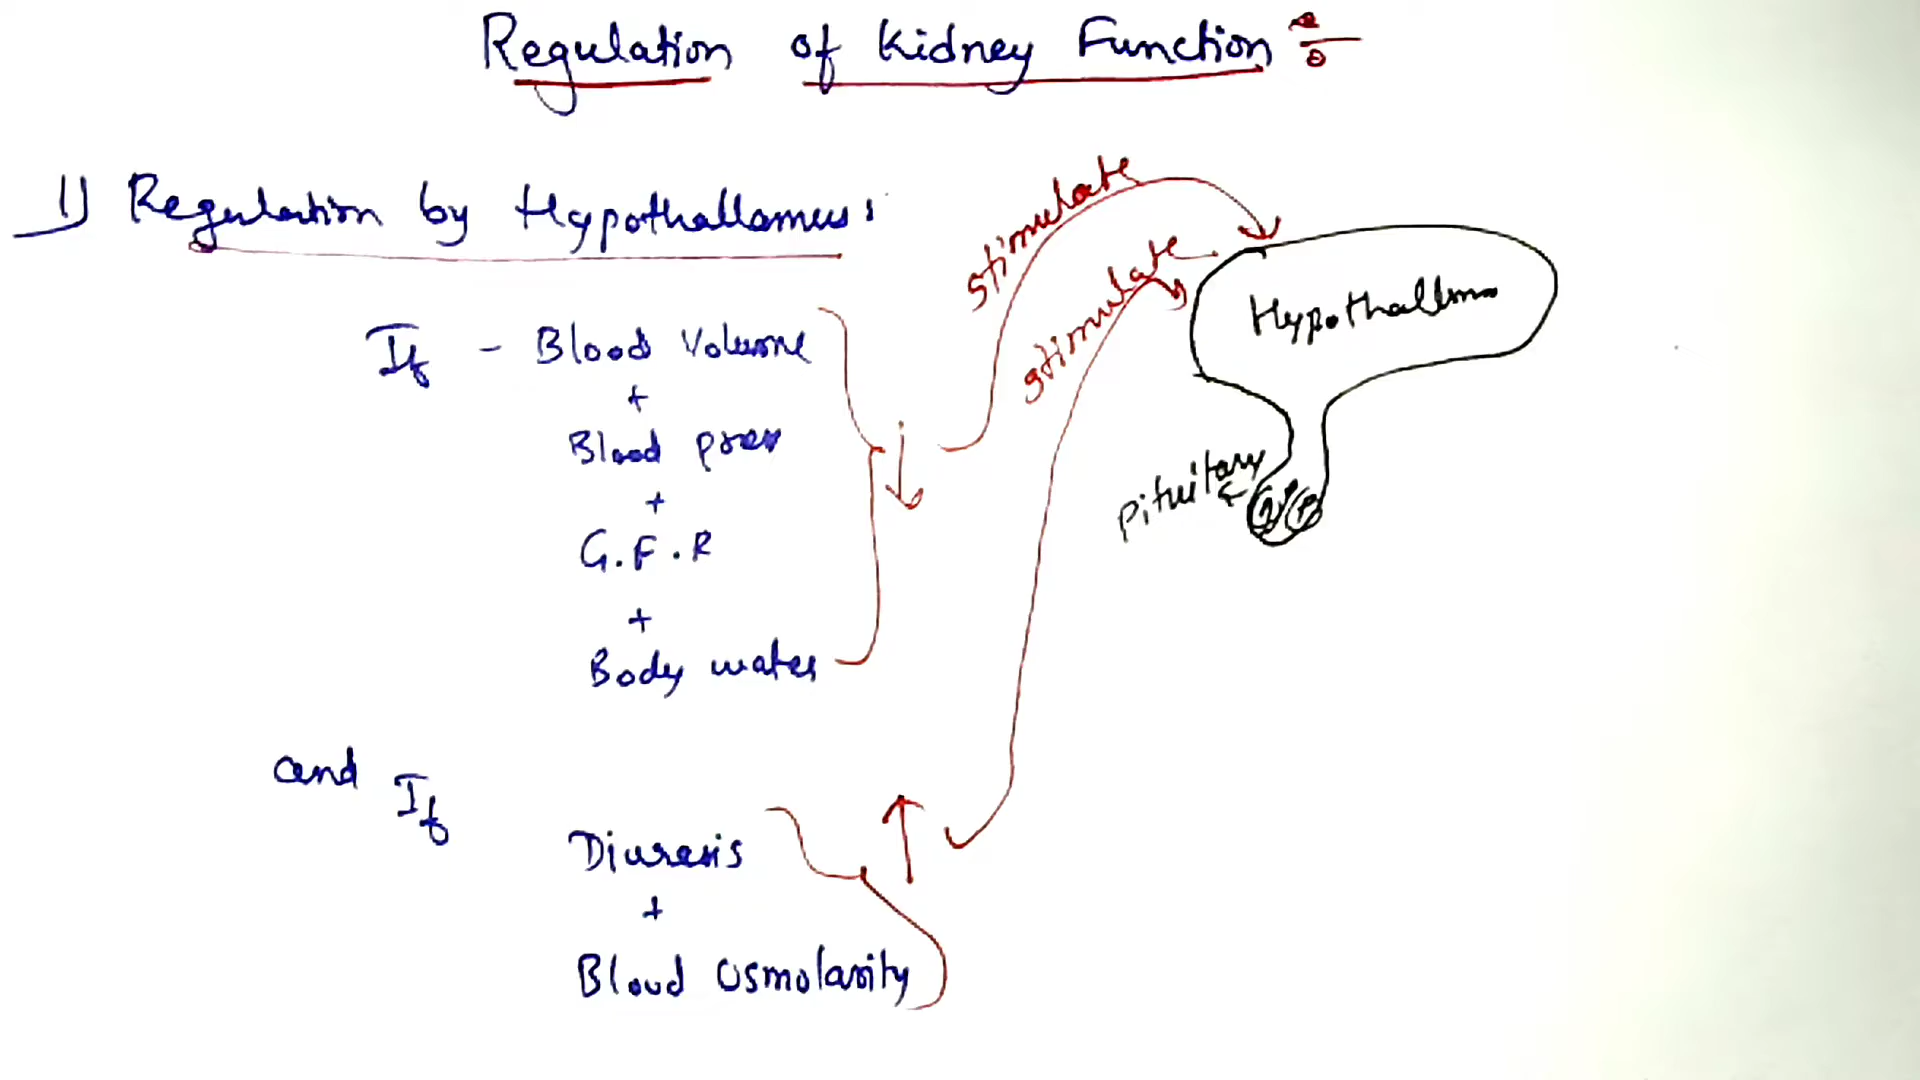 Regulation of Kidney Function :
1) Regulation by Hypothallamus :
stimulate
stimulate
Hypothallmus
If - Blood Volume
+
Blood pres
+
G.F.R
+
Body water
Pituitary
A P
and If
Diuresis
+
Blood Osmolarity